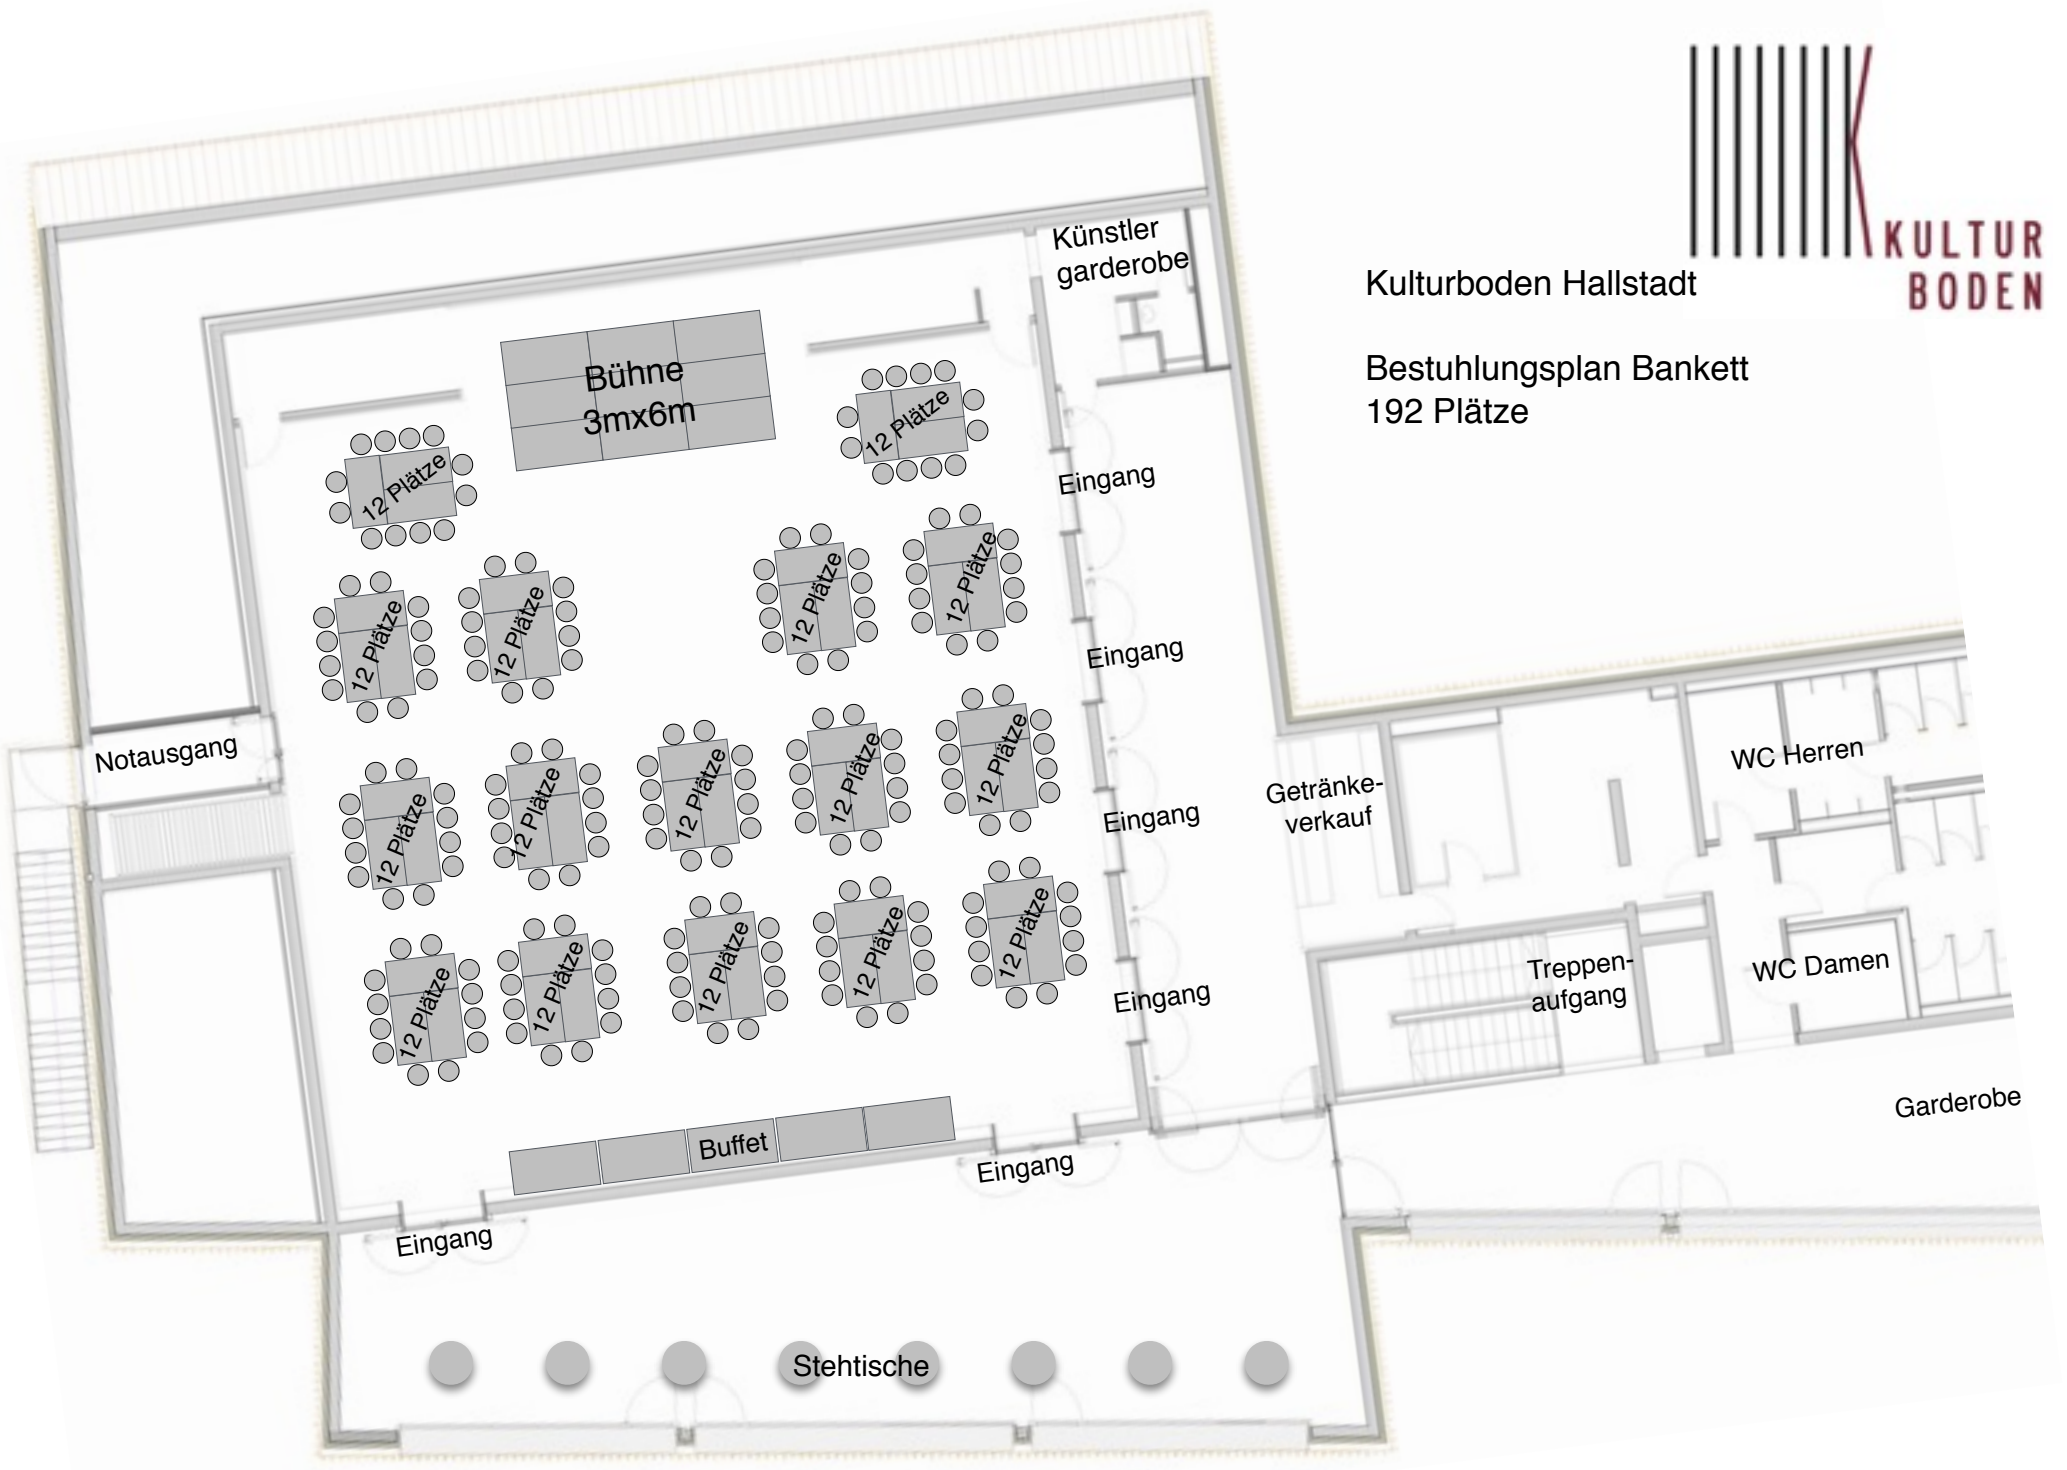 KULTUR
BODEN
Kulturboden Hallstadt
Bestuhlungsplan Bankett
192 Plätze
Künstler
garderobe
Bühne
3mx6m
12 Plätze
12 Plätze
Eingang
12 Plätze
12 Plätze
12 Plätze
12 Plätze
Eingang
Notausgang
12 Plätze
12 Plätze
12 Plätze
12 Plätze
12 Plätze
Eingang
Getränke-
verkauf
WC Herren
12 Plätze
12 Plätze
12 Plätze
12 Plätze
12 Plätze
Eingang
Treppen-
aufgang
WC Damen
Garderobe
Buffet
Eingang
Eingang
Stehtische